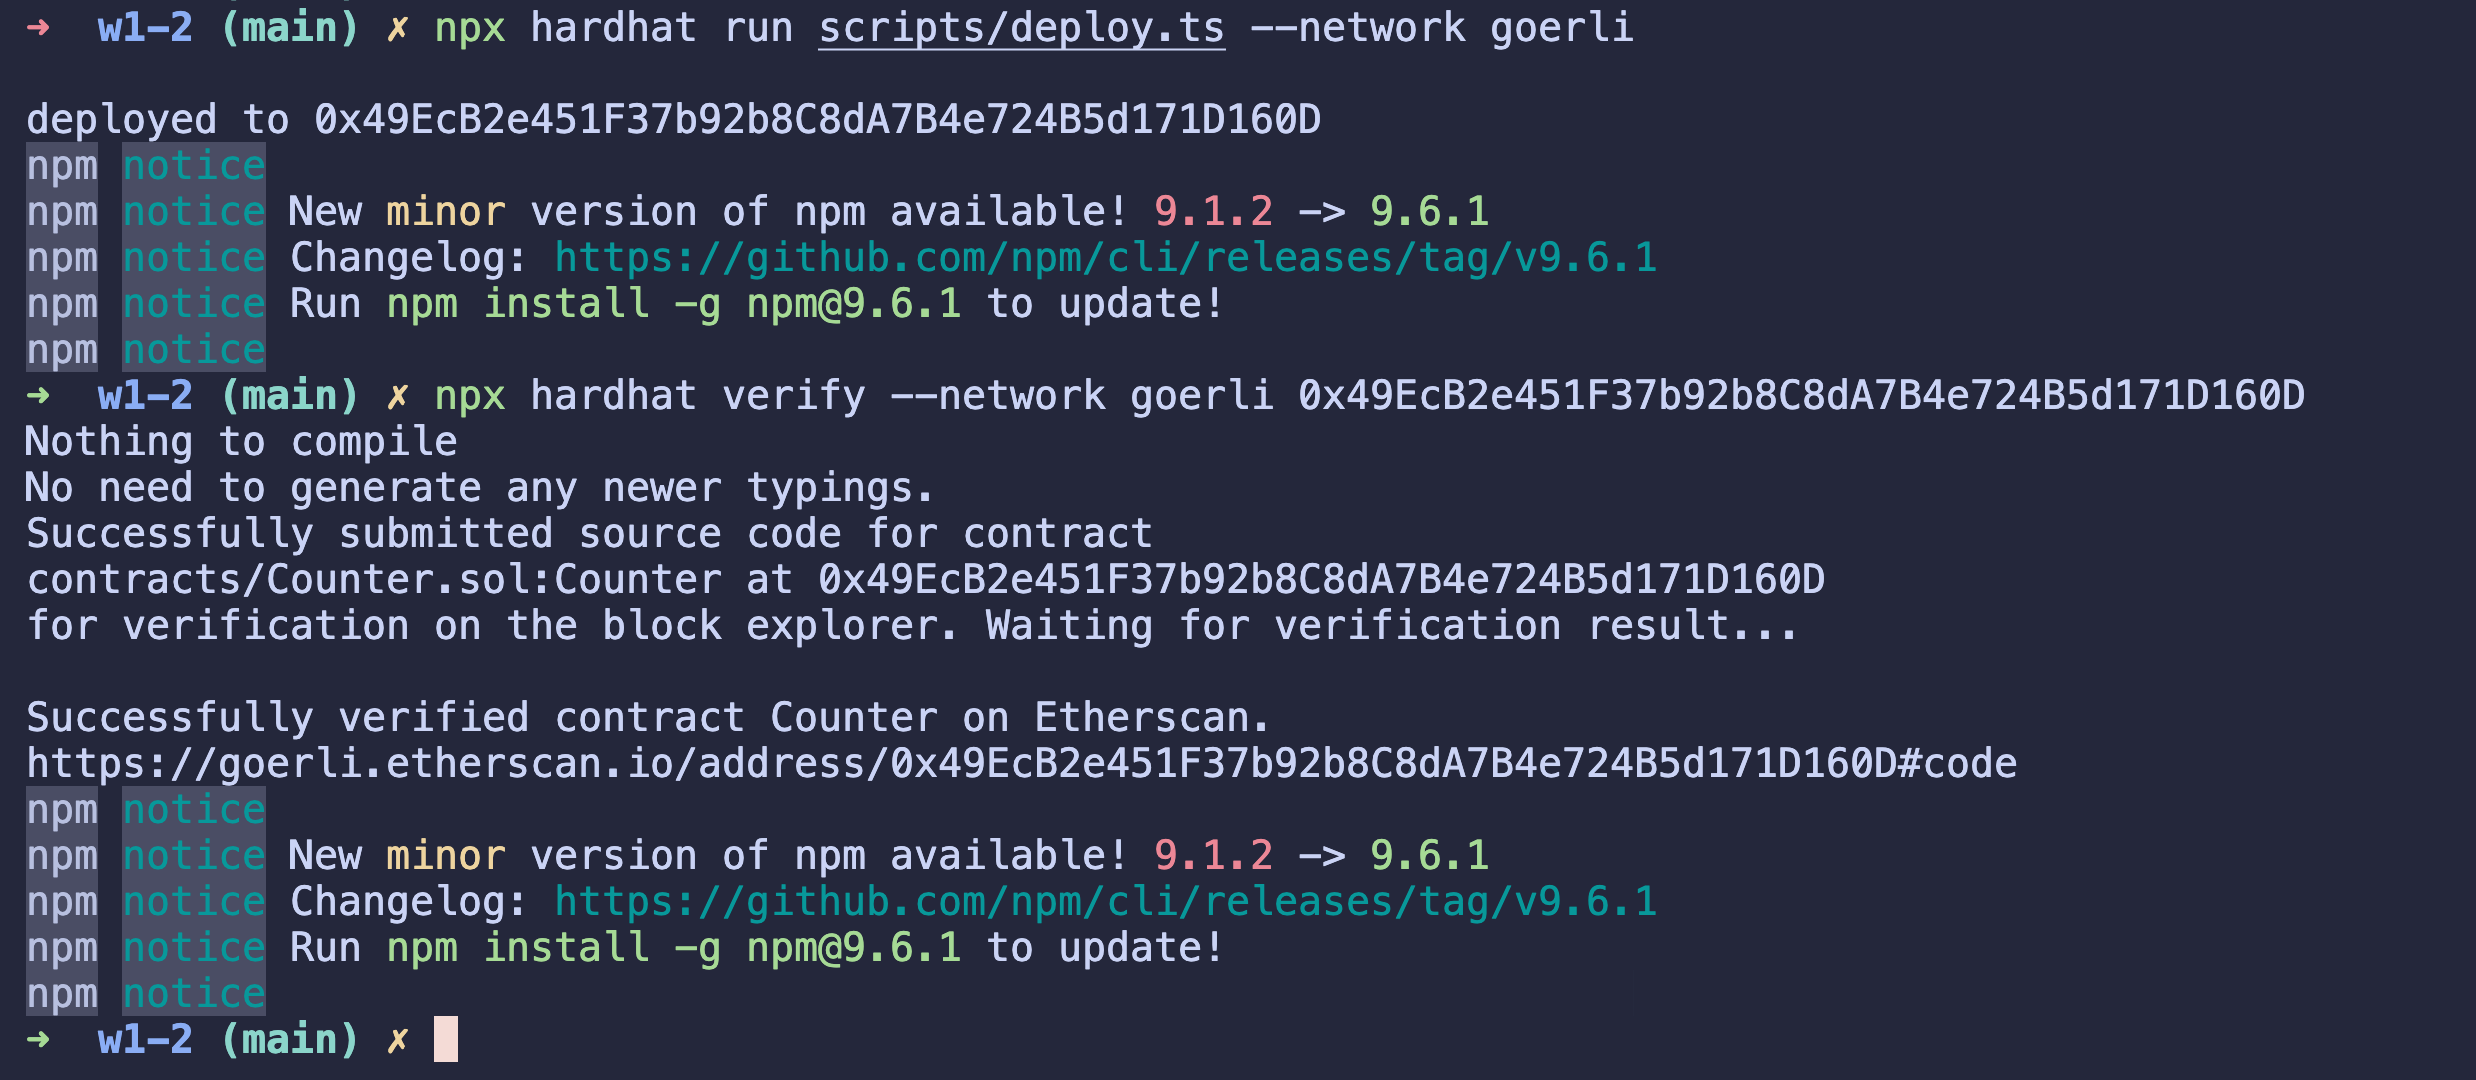 ➜  w1-2 (main) ✗ npx hardhat run scripts/deploy.ts --network goerli
deployed to 0x49EcB2e451F37b92b8C8dA7B4e724B5d171D160D
npm notice
npm notice New minor version of npm available! 9.1.2 -> 9.6.1
npm notice Changelog: https://github.com/npm/cli/releases/tag/v9.6.1
npm notice Run npm install -g npm@9.6.1 to update!
npm notice
➜  w1-2 (main) ✗ npx hardhat verify --network goerli 0x49EcB2e451F37b92b8C8dA7B4e724B5d171D160D
Nothing to compile
No need to generate any newer typings.
Successfully submitted source code for contract
contracts/Counter.sol:Counter at 0x49EcB2e451F37b92b8C8dA7B4e724B5d171D160D
for verification on the block explorer. Waiting for verification result...
Successfully verified contract Counter on Etherscan.
https://goerli.etherscan.io/address/0x49EcB2e451F37b92b8C8dA7B4e724B5d171D160D#code
npm notice
npm notice New minor version of npm available! 9.1.2 -> 9.6.1
npm notice Changelog: https://github.com/npm/cli/releases/tag/v9.6.1
npm notice Run npm install -g npm@9.6.1 to update!
npm notice
➜  w1-2 (main) ✗